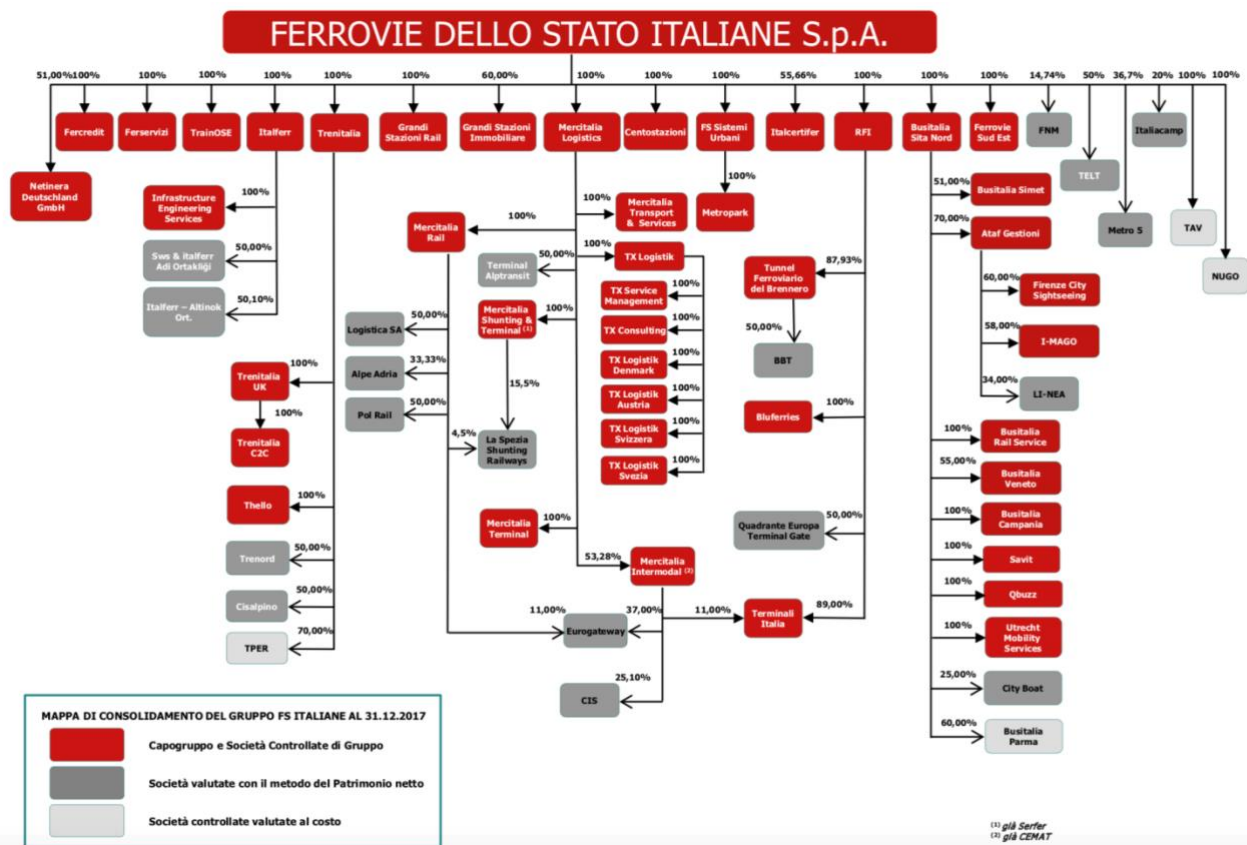 FERROVIE DELLO STATO ITALIANE S.p.A.
51,00% 100% 100% 100% 100% 100% 100% 60,00% 100% 100% 100% 55,66% 100% 100% 100% 14,74% 50% 36,7% 20% 100% 100%
Fercredit
Ferservizi
TrainOSE
Italferr
Trenitalia
Grandi
Stazioni Rail
Grandi Stazioni
Immobiliare
Mercitalia
Logistics
Centostazioni
FS Sistemi
Urbani
Italcertifer
RFI
Busitalia
Sita Nord
Ferrovie
Sud Est
FNM
Italiacamp
TELT
Netinera
Deutschland
GmbH
Metro 5
TAV
NUGO
100%
Infrastructure
Engineering
Services
50,00%
Sws & italferr
Adi Ortakliği
50,10%
Italferr – Altinok
Ort.
100%
Trenitalia
UK
100%
Trenitalia
C2C
100%
Thello
50,00%
Trenord
50,00%
Cisalpino
70,00%
TPER
100%
Mercitalia
Rail
50,00%
Logistica SA
33,33%
Alpe Adria
50,00%
Pol Rail
4,5%
50,00%
Terminal
Alptransit
100%
Mercitalia
Shunting &
Terminal (1)
15,5%
La Spezia
Shunting
Railways
100%
Mercitalia
Terminal
53,28%
Mercitalia
Intermodal (2)
11,00%
37,00%
Eurogateway
25,10%
CIS
100%
Mercitalia
Transport
& Services
100%
TX Logistik
100%
TX Service
Management
100%
TX Consulting
100%
TX Logistik
Denmark
100%
TX Logistik
Austria
100%
TX Logistik
Svizzera
100%
TX Logistik
Svezia
100%
Metropark
87,93%
Tunnel
Ferroviario
del Brennero
50,00%
BBT
100%
Bluferries
50,00%
Quadrante Europa
Terminal Gate
11,00%
89,00%
Terminali
Italia
51,00%
Busitalia Simet
70,00%
Ataf Gestioni
60,00%
Firenze City
Sightseeing
58,00%
I-MAGO
34,00%
LI-NEA
100%
Busitalia
Rail Service
55,00%
Busitalia
Veneto
100%
Busitalia
Campania
100%
Savit
100%
Qbuzz
100%
Utrecht
Mobility
Services
25,00%
City Boat
60,00%
Busitalia
Parma
MAPPA DI CONSOLIDAMENTO DEL GRUPPO FS ITALIANE AL 31.12.2017
Capogruppo e Società Controllate di Gruppo
Società valutate con il metodo del Patrimonio netto
Società controllate valutate al costo
(1) già Serfer
(2) già CEMAT